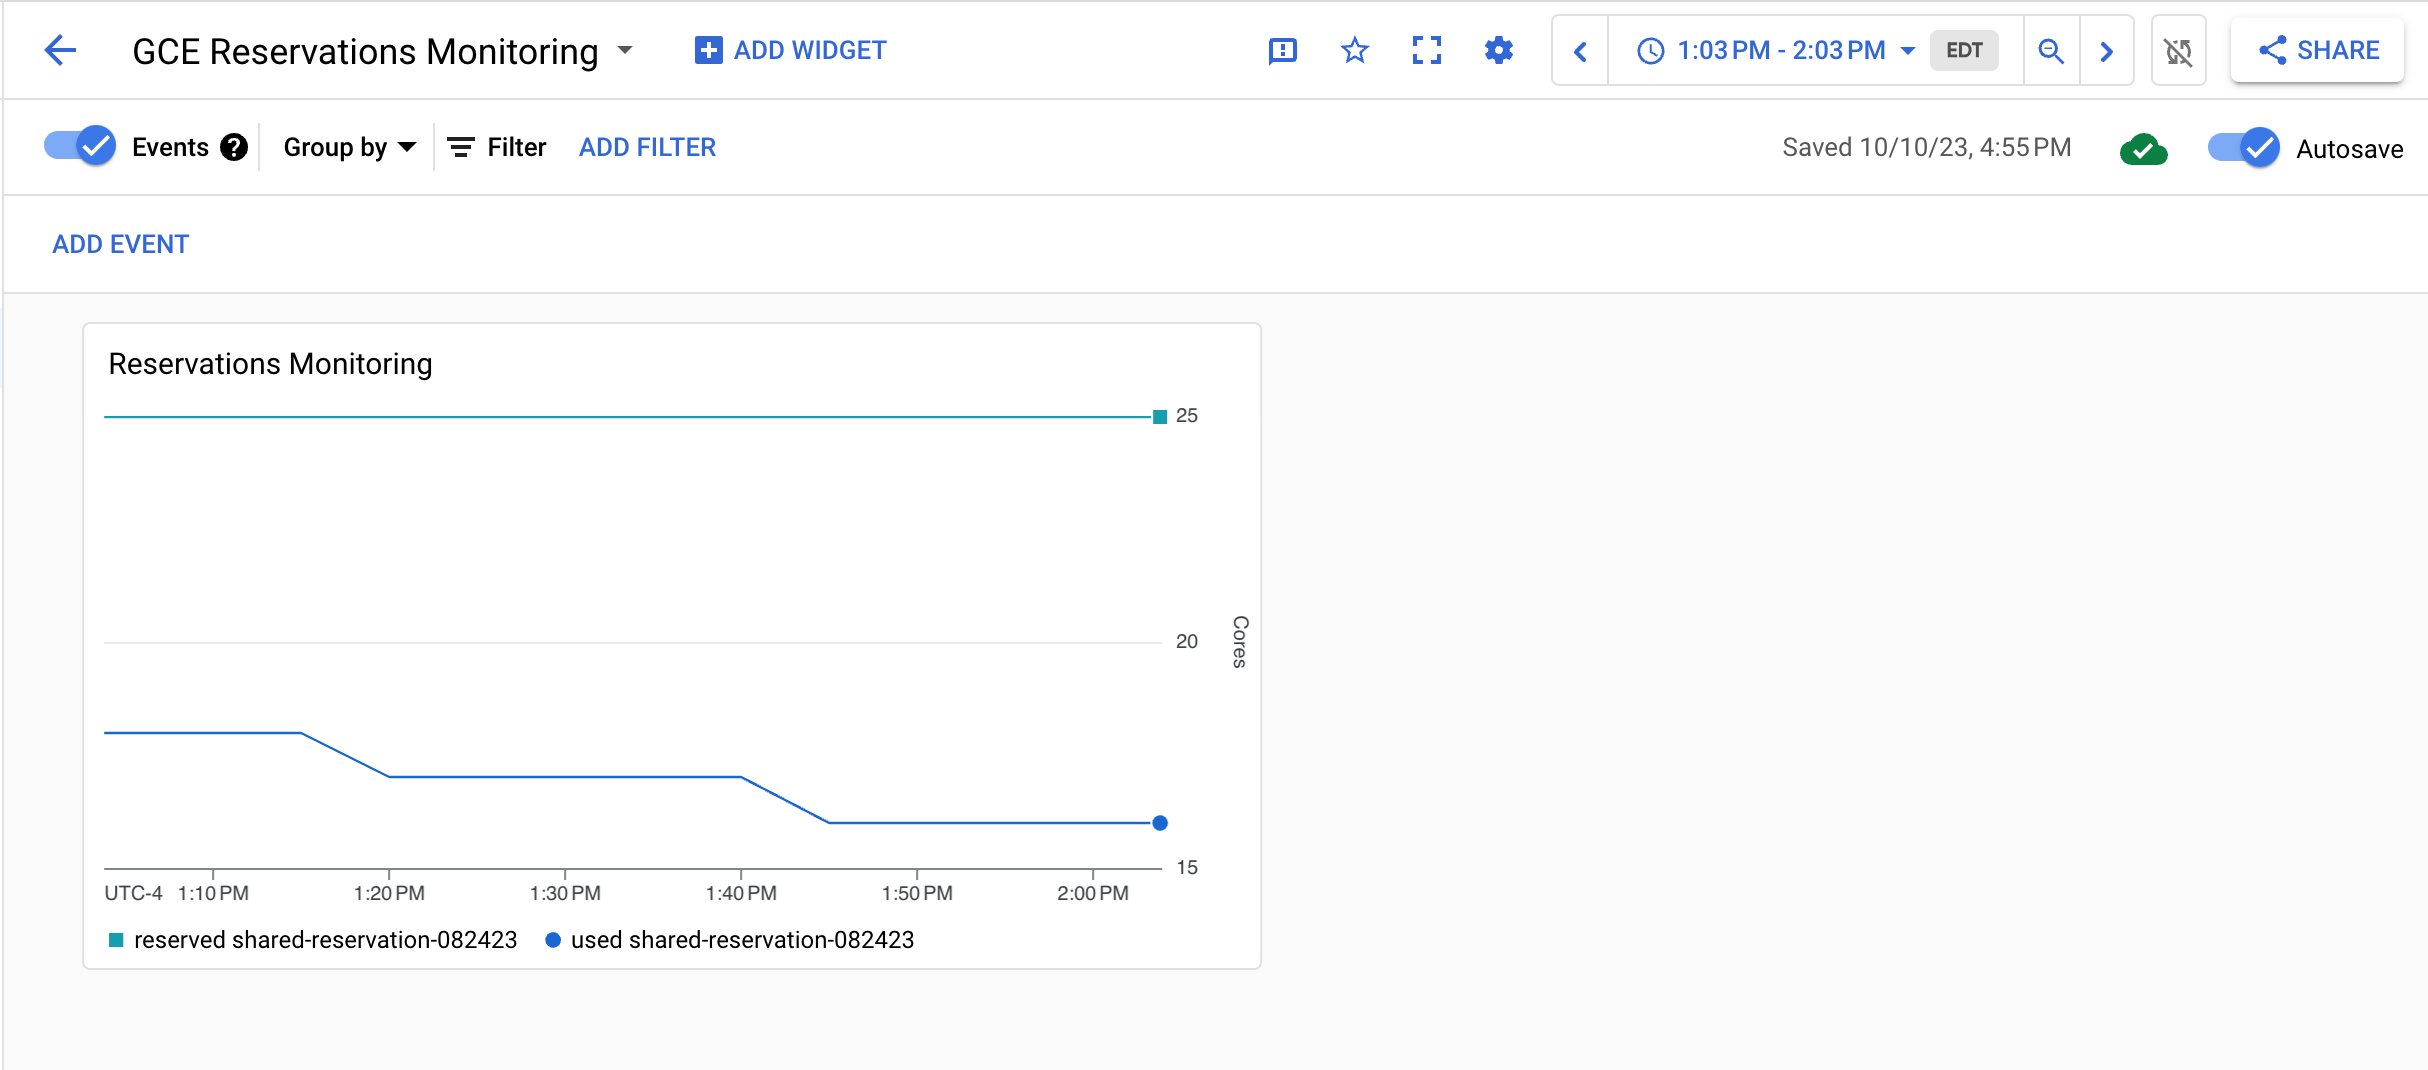 GCE Reservations Monitoring
ADD WIDGET
1:03 PM - 2:03 PM
EDT
SHARE
Events
Group by
Filter
ADD FILTER
Saved 10/10/23, 4:55 PM
Autosave
ADD EVENT
Reservations Monitoring
25
20
Cores
15
UTC-4 1:10 PM 1:20 PM 1:30 PM 1:40 PM 1:50 PM 2:00 PM
reserved shared-reservation-082423 used shared-reservation-082423